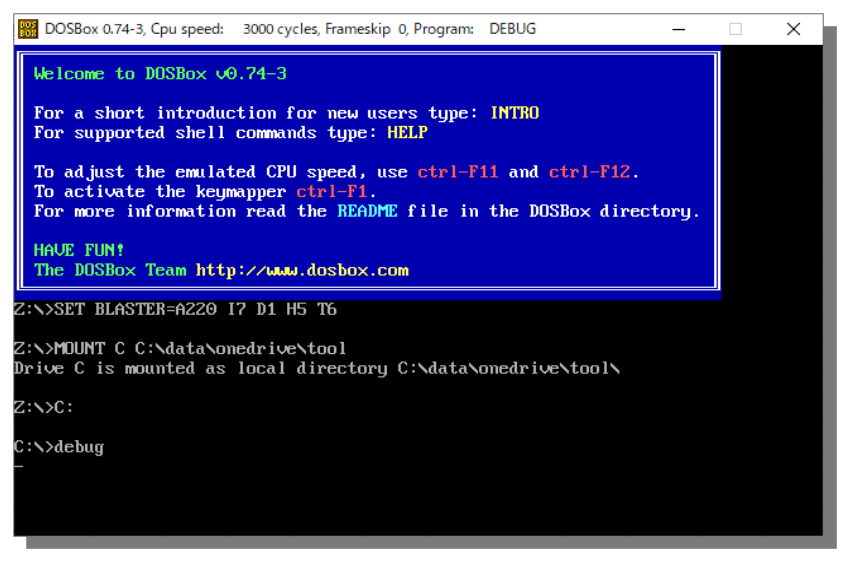 DOS
BOX
DOSBox 0.74-3, Cpu speed: 3000 cycles, Frameskip 0, Program: DEBUG
Welcome to DOSBox v0.74-3
For a short introduction for new users type: INTRO
For supported shell commands type: HELP
To adjust the emulated CPU speed, use ctrl-F11 and ctrl-F12.
To activate the keymapper ctrl-F1.
For more information read the README file in the DOSBox directory.
HAVE FUN!
The DOSBox Team http://www.dosbox.com
Z:\>SET BLASTER=A220 I7 D1 H5 T6
Z:\>MOUNT C C:\data\onedrive\tool
Drive C is mounted as local directory C:\data\onedrive\tool\
Z:\>C:
C:\>debug